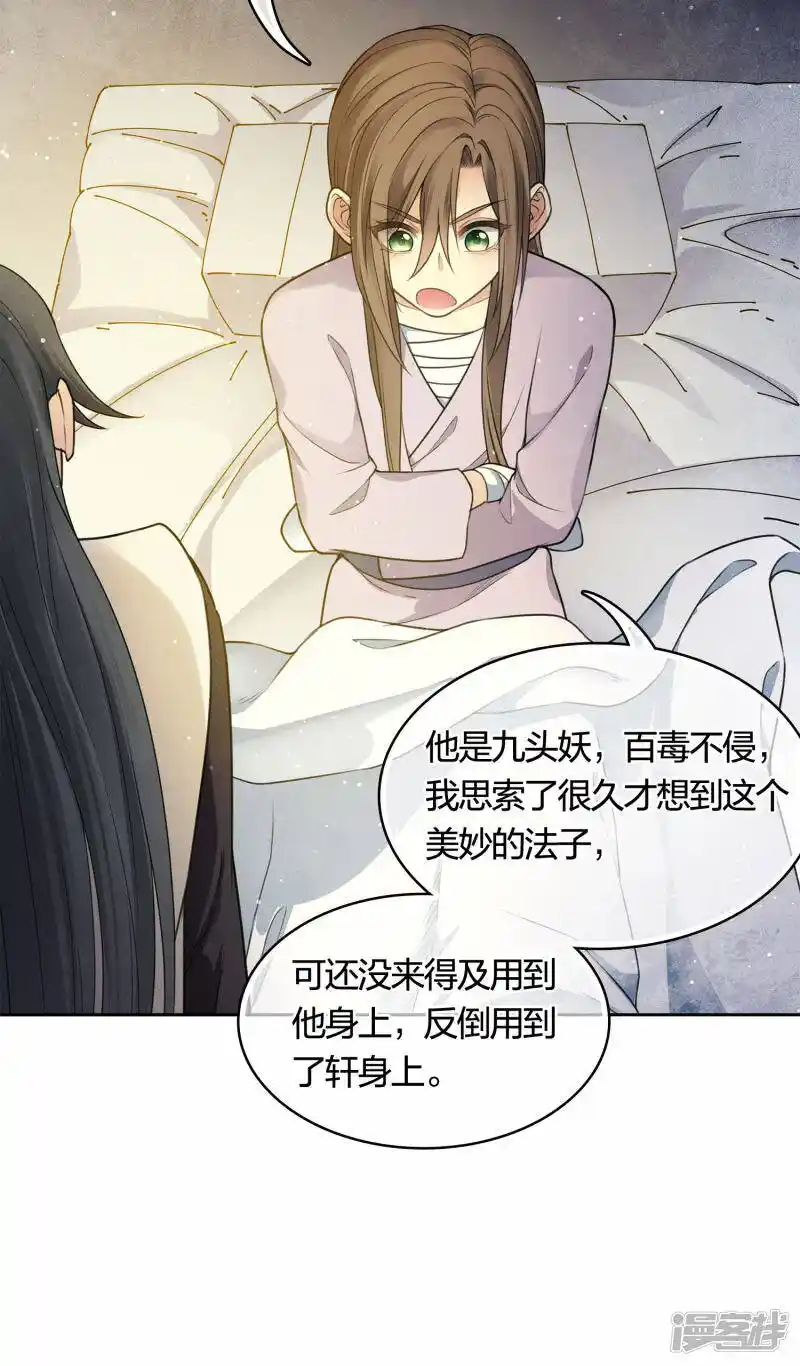 他是九头妖，百毒不侵，
我思索了很久才想到这个
美妙的法子，
可还没来得及用到
他身上，反倒用到
了轩身上。
漫客栈